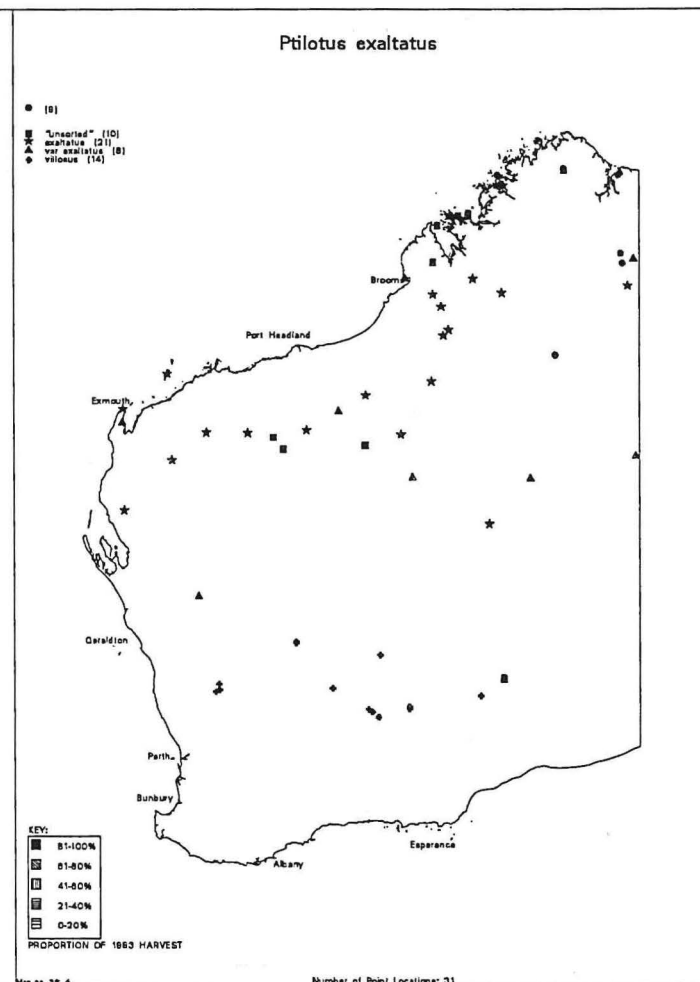 Ptilotus exaltatus
[9]
"unsorted" [10]
exaltatus [21]
var exaltatus [8]
villosus [14]
Broome
Port Headland
Exmouth
Geraldton
Perth
Bunbury
Esperance
Albany
KEY:
81-100%
61-80%
41-60%
21-40%
0-20%
PROPORTION OF 1983 HARVEST
Number of Point Locations: 31